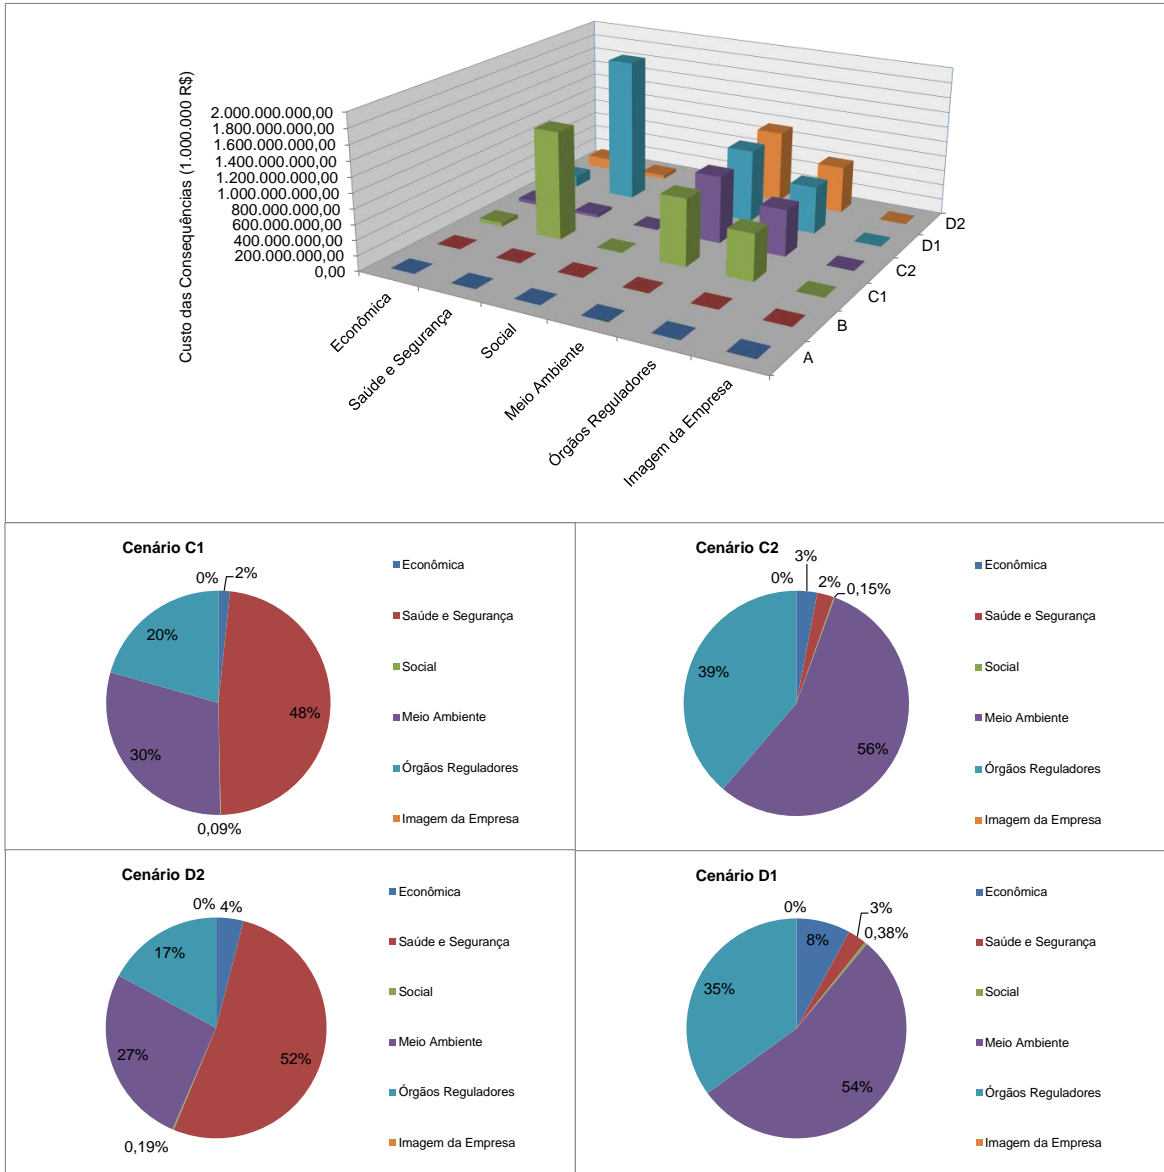 Custo das Consequências (1.000.000 R$)
2.000.000.000,00
1.800.000.000,00
1.600.000.000,00
1.400.000.000,00
1.200.000.000,00
1.000.000.000,00
800.000.000,00
600.000.000,00
400.000.000,00
200.000.000,00
0,00
Econômica
Saúde e Segurança
Social
Meio Ambiente
Órgãos Reguladores
Imagem da Empresa
A
B
C1
C2
D1
D2
Cenário C1
0%
2%
20%
48%
30%
0,09%
Econômica
Saúde e Segurança
Social
Meio Ambiente
Órgãos Reguladores
Imagem da Empresa
Cenário C2
3%
0%
2%
0,15%
39%
56%
Econômica
Saúde e Segurança
Social
Meio Ambiente
Órgãos Reguladores
Imagem da Empresa
Cenário D2
0%
4%
17%
27%
52%
0,19%
Econômica
Saúde e Segurança
Social
Meio Ambiente
Órgãos Reguladores
Imagem da Empresa
Cenário D1
0%
3%
8%
0,38%
35%
54%
Econômica
Saúde e Segurança
Social
Meio Ambiente
Órgãos Reguladores
Imagem da Empresa